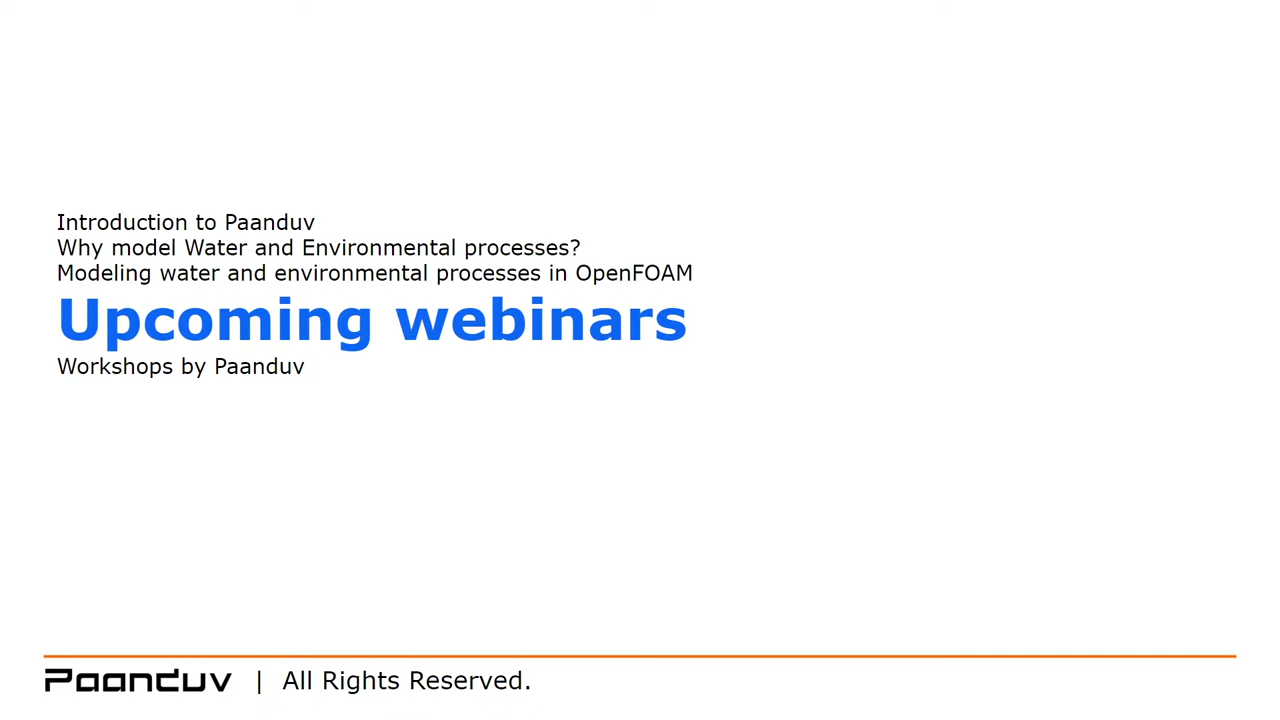 Introduction to Paanduv
Why model Water and Environmental processes?
Modeling water and environmental processes in OpenFOAM
Upcoming webinars
Workshops by Paanduv
Paanduv | All Rights Reserved.